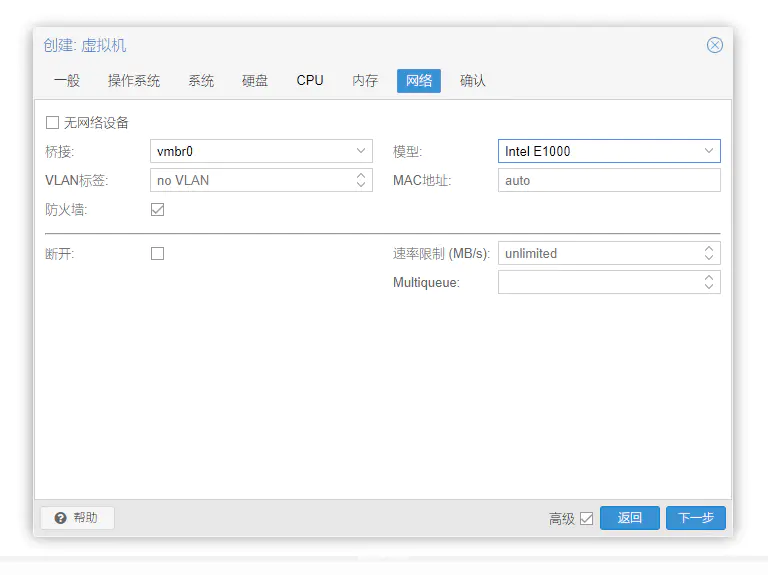 创建: 虚拟机
一般 操作系统 系统 硬盘 CPU 内存 网络 确认
无网络设备
桥接: vmbr0 模型: Intel E1000
VLAN标签: no VLAN MAC地址: auto
防火墙:
断开: 速率限制 (MB/s): unlimited
Multiqueue:
帮助 高级 返回 下一步